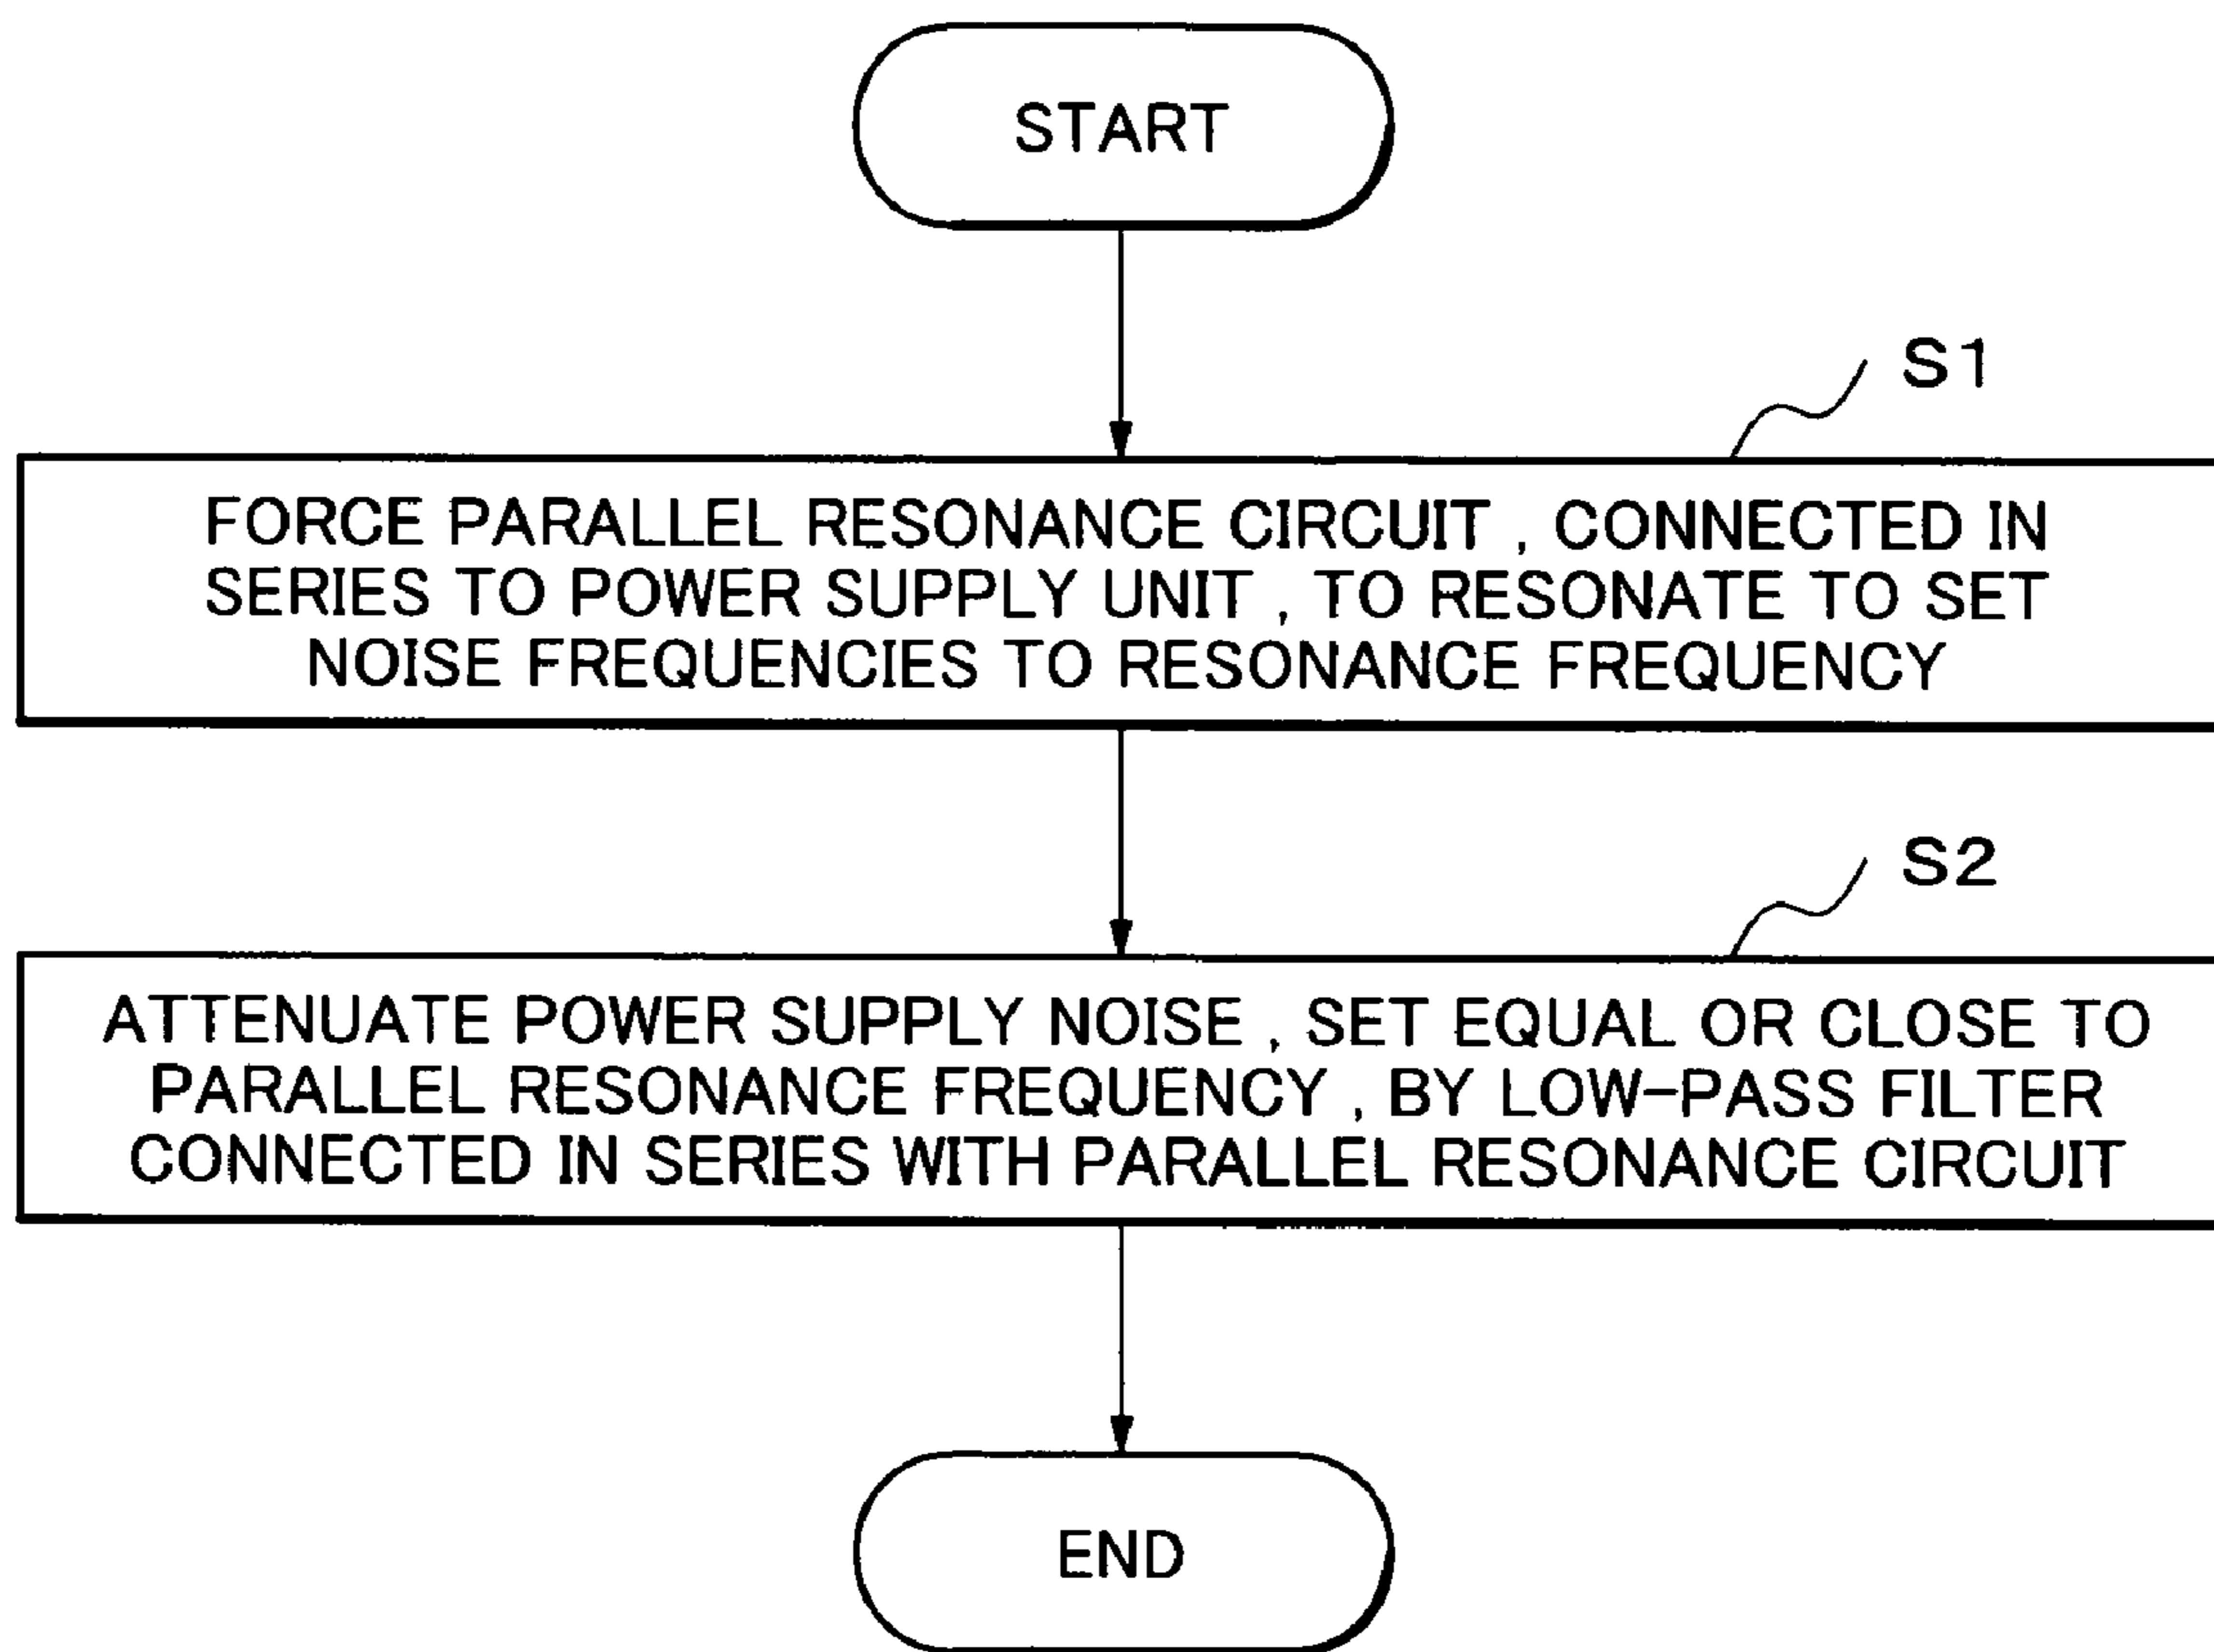 START
S1
FORCE PARALLEL RESONANCE CIRCUIT , CONNECTED IN
SERIES TO POWER SUPPLY UNIT , TO RESONATE TO SET
NOISE FREQUENCIES TO RESONANCE FREQUENCY
S2
ATTENUATE POWER SUPPLY NOISE , SET EQUAL OR CLOSE TO
PARALLEL RESONANCE FREQUENCY , BY LOW-PASS FILTER
CONNECTED IN SERIES WITH PARALLEL RESONANCE CIRCUIT
END